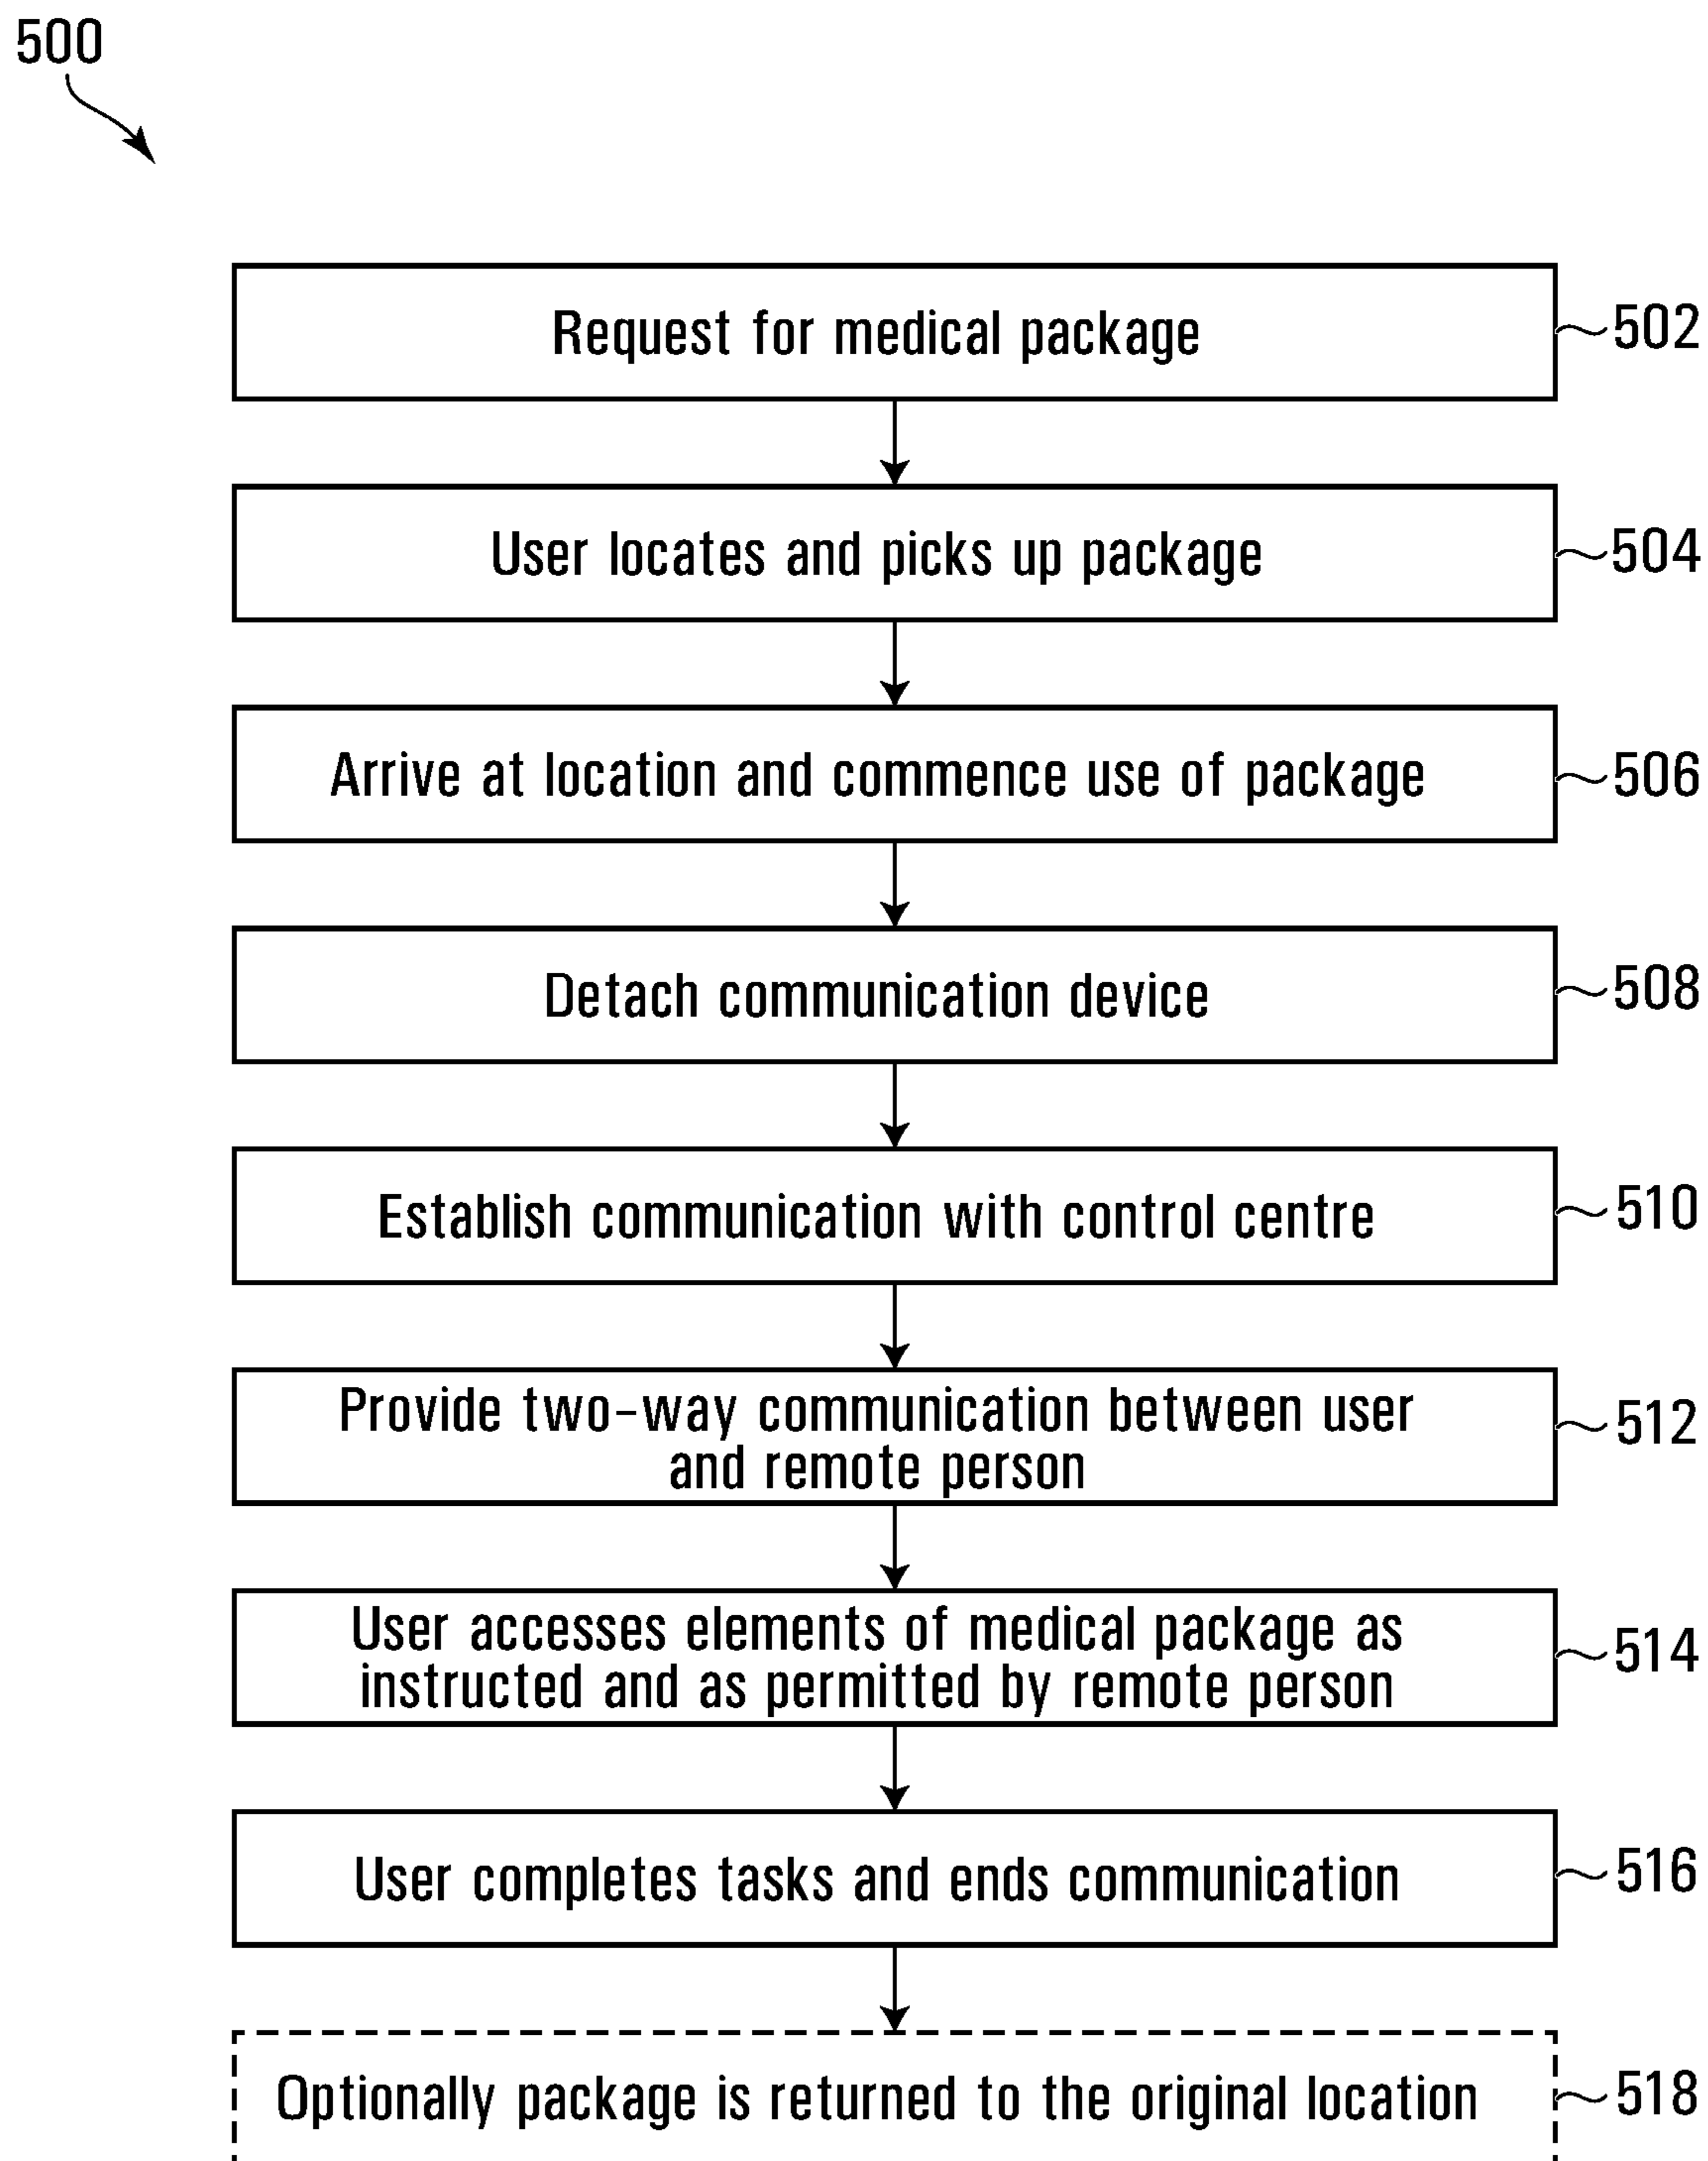 500
Request for medical package
502
User locates and picks up package
504
Arrive at location and commence use of package
506
Detach communication device
508
Establish communication with control centre
510
Provide two-way communication between user
and remote person
512
User accesses elements of medical package as
instructed and as permitted by remote person
514
User completes tasks and ends communication
516
Optionally package is returned to the original location
518